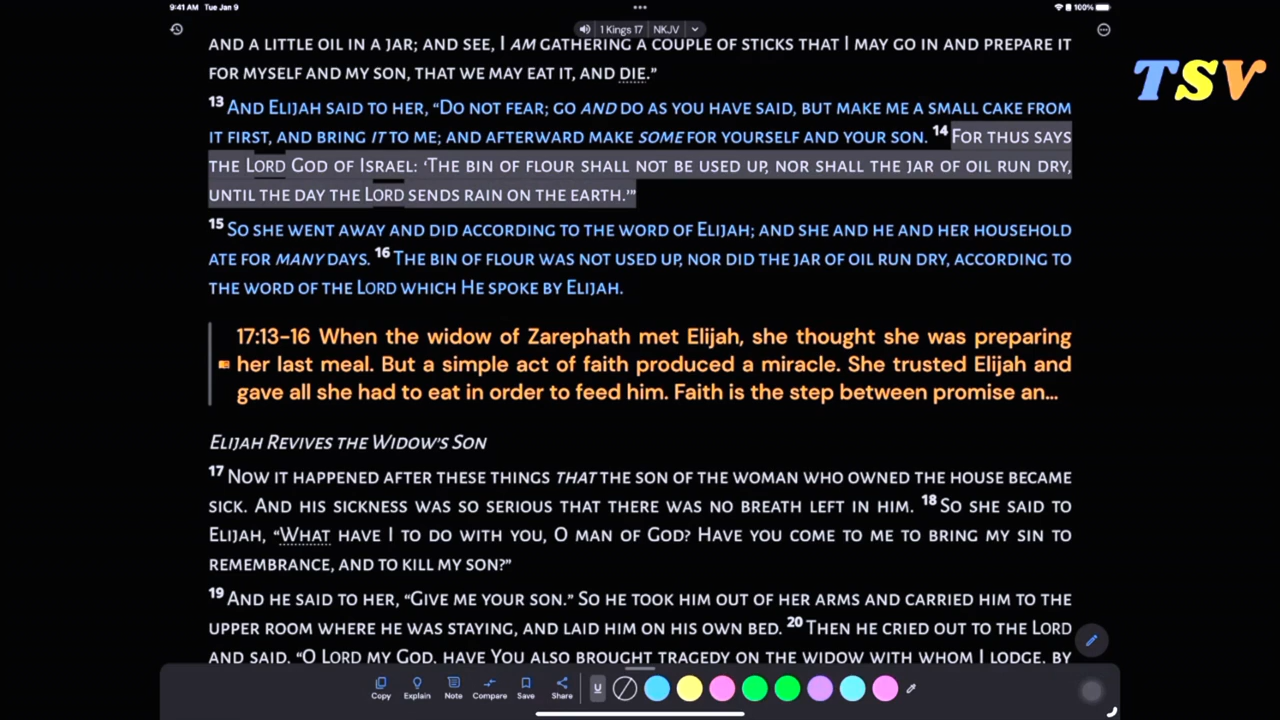 9:41 AM Tue Jan 9
100%
1 Kings 17 NKJV
TSV
AND A LITTLE OIL IN A JAR; AND SEE, I AM GATHERING A COUPLE OF STICKS THAT I MAY GO IN AND PREPARE IT
FOR MYSELF AND MY SON, THAT WE MAY EAT IT, AND DIE.”
13 AND ELIJAH SAID TO HER, “DO NOT FEAR; GO AND DO AS YOU HAVE SAID, BUT MAKE ME A SMALL CAKE FROM
IT FIRST, AND BRING IT TO ME; AND AFTERWARD MAKE SOME FOR YOURSELF AND YOUR SON. 14 FOR THUS SAYS
THE LORD GOD OF ISRAEL: ‘THE BIN OF FLOUR SHALL NOT BE USED UP, NOR SHALL THE JAR OF OIL RUN DRY,
UNTIL THE DAY THE LORD SENDS RAIN ON THE EARTH.’”
15 SO SHE WENT AWAY AND DID ACCORDING TO THE WORD OF ELIJAH; AND SHE AND HE AND HER HOUSEHOLD
ATE FOR MANY DAYS. 16 THE BIN OF FLOUR WAS NOT USED UP, NOR DID THE JAR OF OIL RUN DRY, ACCORDING TO
THE WORD OF THE LORD WHICH HE SPOKE BY ELIJAH.
17:13–16 When the widow of Zarephath met Elijah, she thought she was preparing
her last meal. But a simple act of faith produced a miracle. She trusted Elijah and
gave all she had to eat in order to feed him. Faith is the step between promise an...
ELIJAH REVIVES THE WIDOW’S SON
17 NOW IT HAPPENED AFTER THESE THINGS THAT THE SON OF THE WOMAN WHO OWNED THE HOUSE BECAME
SICK. AND HIS SICKNESS WAS SO SERIOUS THAT THERE WAS NO BREATH LEFT IN HIM. 18 SO SHE SAID TO
ELIJAH, “WHAT HAVE I TO DO WITH YOU, O MAN OF GOD? HAVE YOU COME TO ME TO BRING MY SIN TO
REMEMBRANCE, AND TO KILL MY SON?”
19 AND HE SAID TO HER, “GIVE ME YOUR SON.” SO HE TOOK HIM OUT OF HER ARMS AND CARRIED HIM TO THE
UPPER ROOM WHERE HE WAS STAYING, AND LAID HIM ON HIS OWN BED. 20 THEN HE CRIED OUT TO THE LORD
AND SAID, “O LORD MY GOD, HAVE YOU ALSO BROUGHT TRAGEDY ON THE WIDOW WITH WHOM I LODGE, BY
Copy Explain Note Compare Save Share U